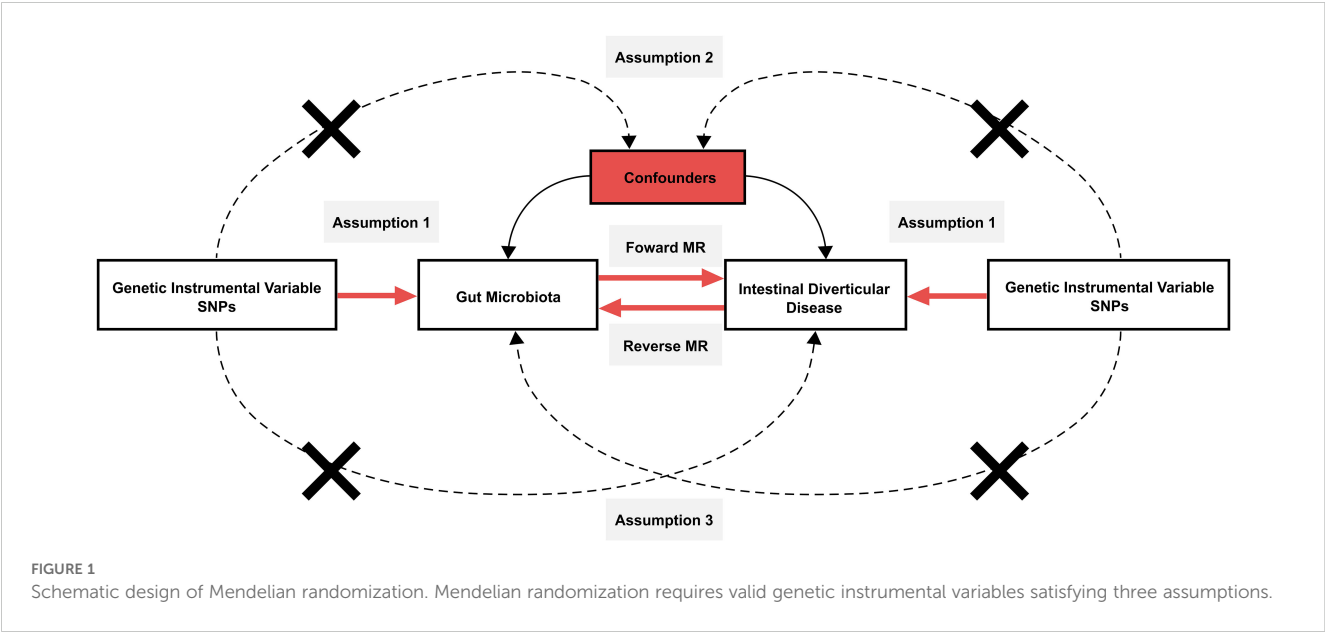 Assumption 2
Confounders
Assumption 1
Assumption 1
Foward MR
Genetic Instrumental Variable
SNPs
Gut Microbiota
Intestinal Diverticular
Disease
Genetic Instrumental Variable
SNPs
Reverse MR
Assumption 3
FIGURE 1
Schematic design of Mendelian randomization. Mendelian randomization requires valid genetic instrumental variables satisfying three assumptions.